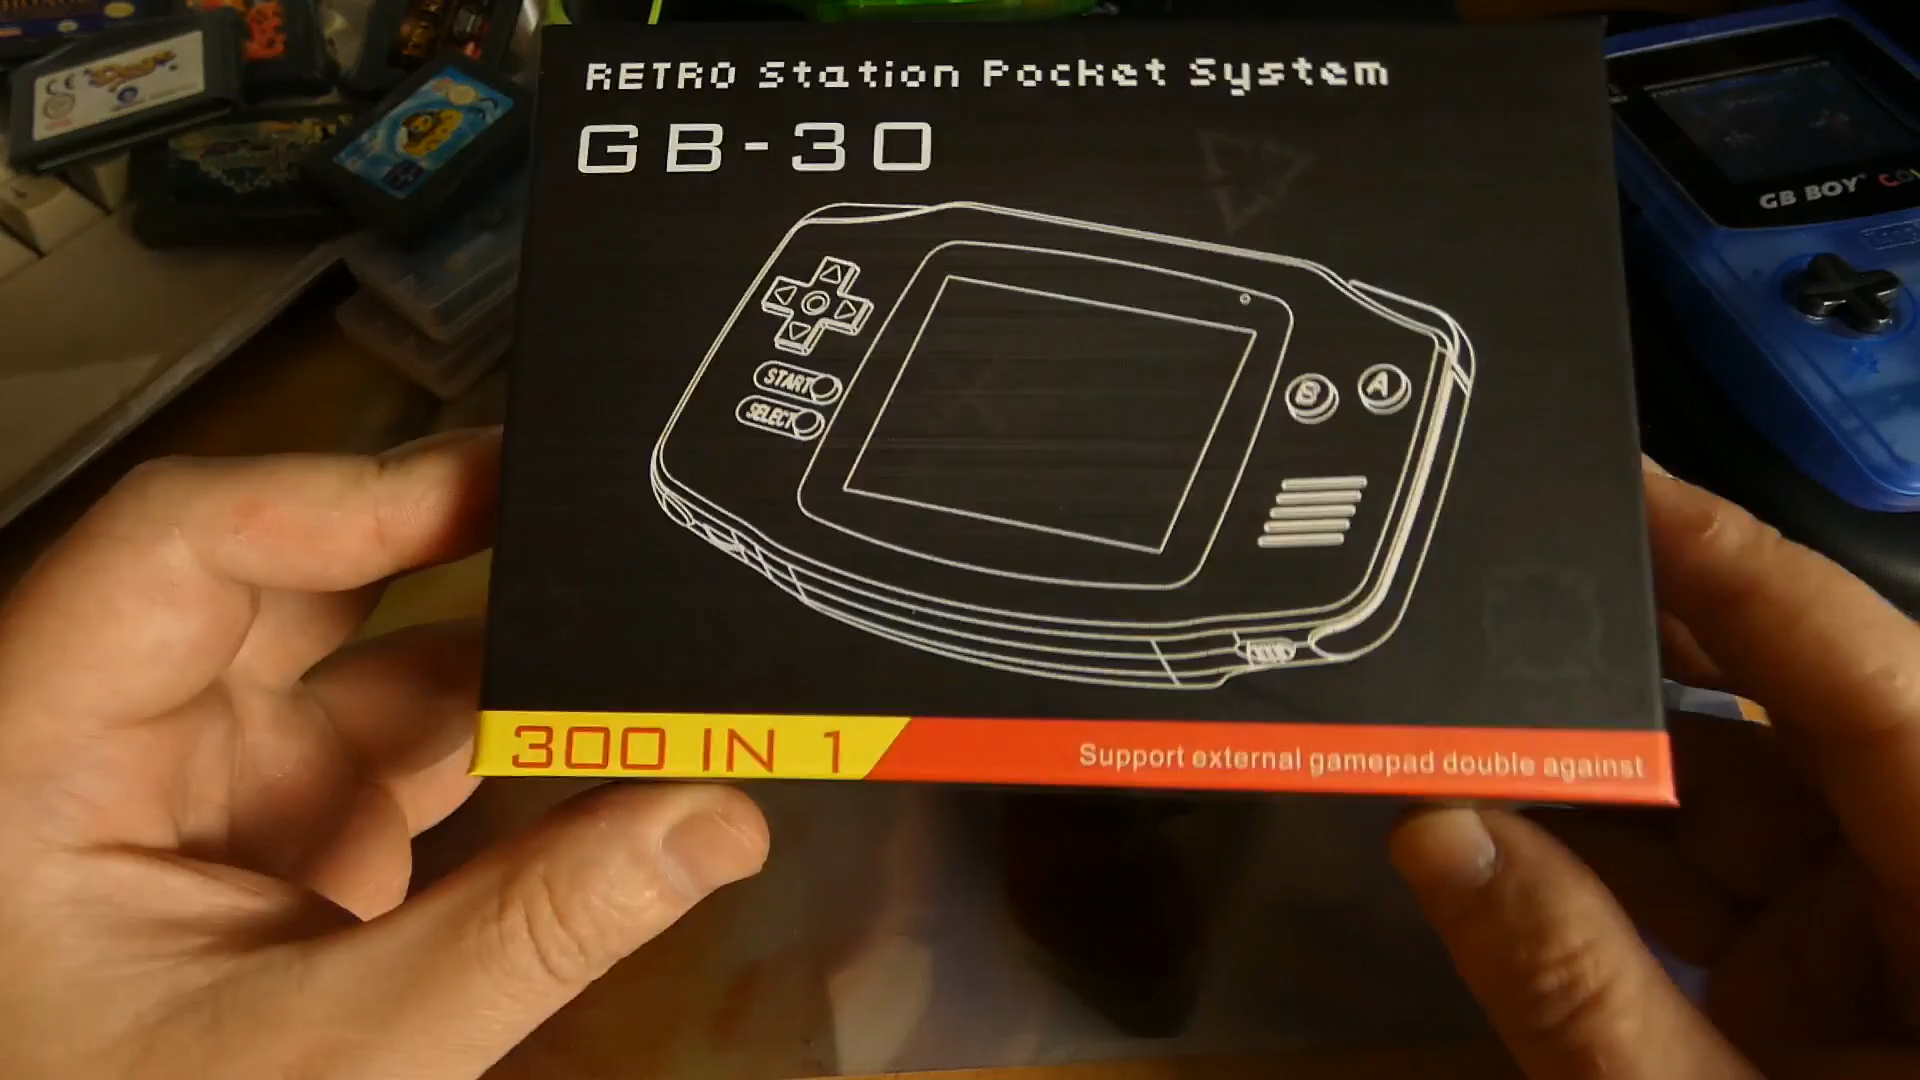 RETRO Station Pocket System
GB-30
START
SELECT
B
A
300 IN 1
Support external gamepad double against
GB BOY